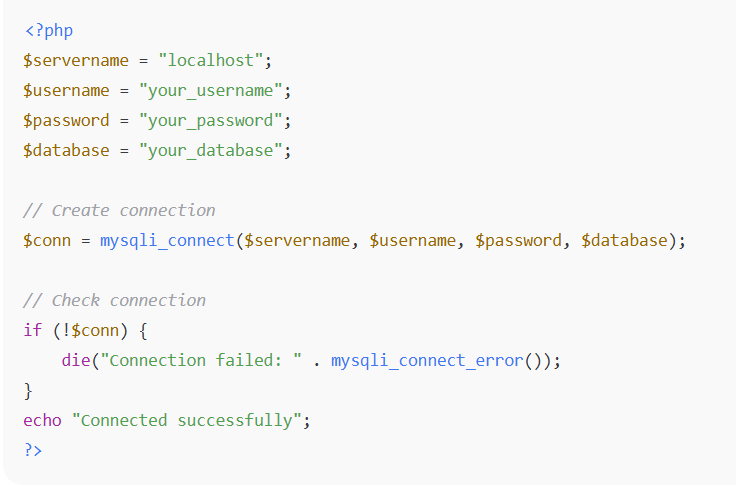 <?php
$servername = "localhost";
$username = "your_username";
$password = "your_password";
$database = "your_database";

// Create connection
$conn = mysqli_connect($servername, $username, $password, $database);

// Check connection
if (!$conn) {
    die("Connection failed: " . mysqli_connect_error());
}
echo "Connected successfully";
?>